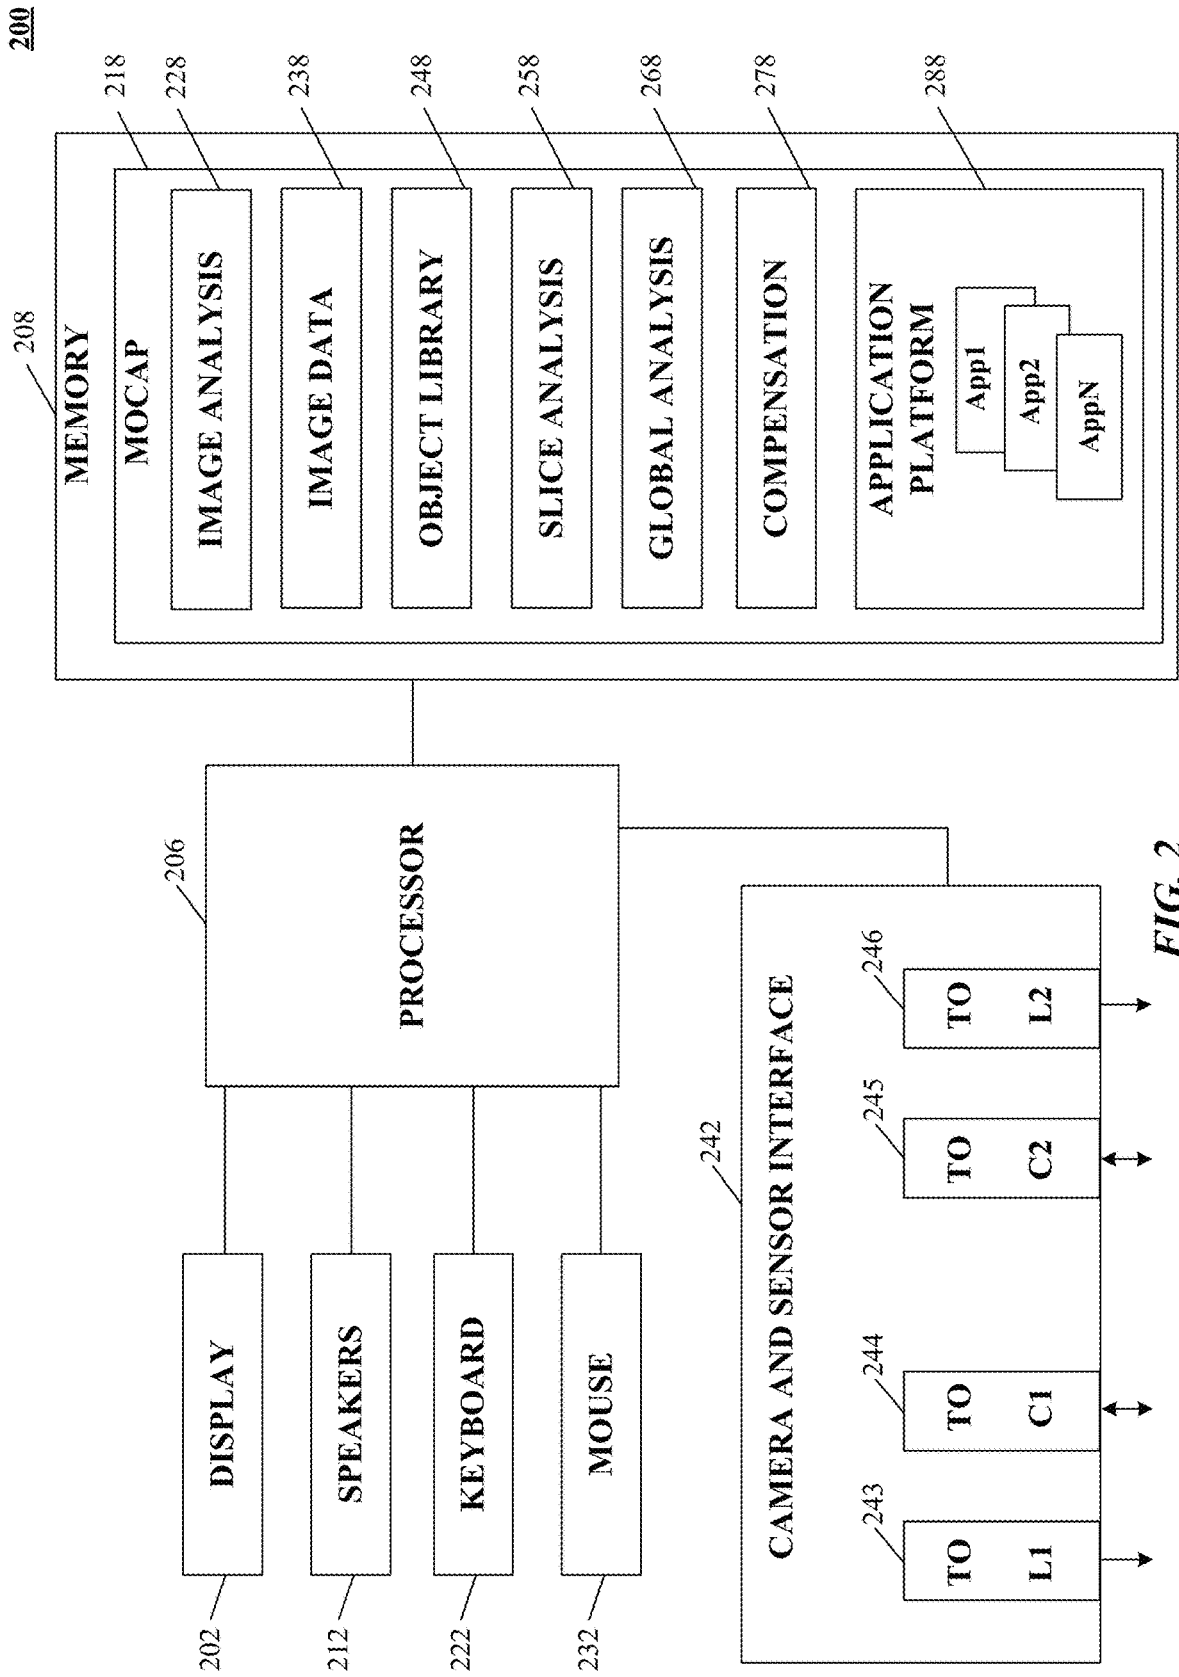 200
208
MEMORY
218
MOCAP
228
IMAGE ANALYSIS
238
IMAGE DATA
248
OBJECT LIBRARY
258
SLICE ANALYSIS
268
GLOBAL ANALYSIS
278
COMPENSATION
288
APPLICATION
PLATFORM
App1
App2
AppN
206
PROCESSOR
202
DISPLAY
212
SPEAKERS
222
KEYBOARD
232
MOUSE
242
CAMERA AND SENSOR INTERFACE
243
TO
L1
244
TO
C1
245
TO
C2
246
TO
L2
FIG. 2